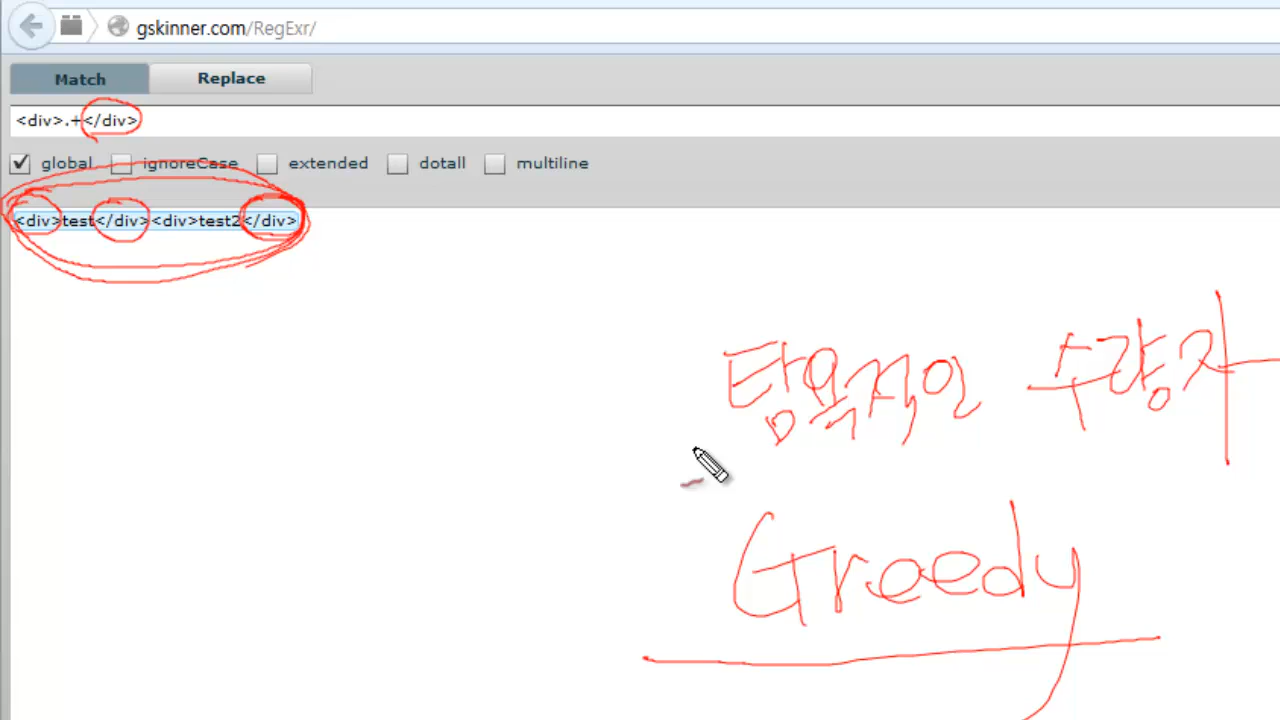 gskinner.com/RegExr/
Match Replace
<div>.+</div>
global ignoreCase extended dotall multiline
<div>test</div><div>test2</div>
탐욕적인 수량자
Greedy